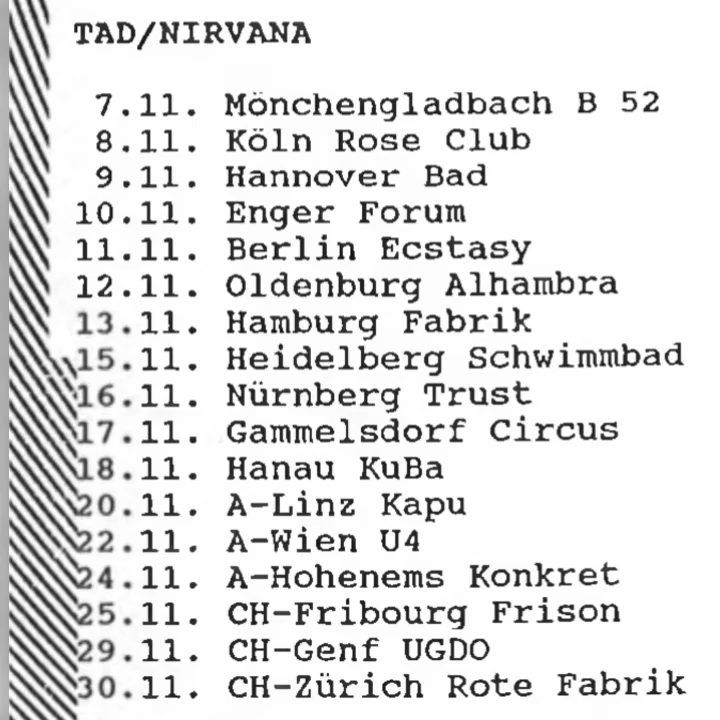 TAD/NIRVANA
7.11. Mönchengladbach B 52
8.11. Köln Rose Club
9.11. Hannover Bad
10.11. Enger Forum
11.11. Berlin Ecstasy
12.11. Oldenburg Alhambra
13.11. Hamburg Fabrik
15.11. Heidelberg Schwimmbad
16.11. Nürnberg Trust
17.11. Gammelsdorf Circus
18.11. Hanau KuBa
20.11. A-Linz Kapu
22.11. A-Wien U4
24.11. A-Hohenems Konkret
25.11. CH-Fribourg Frison
29.11. CH-Genf UGDO
30.11. CH-Zürich Rote Fabrik